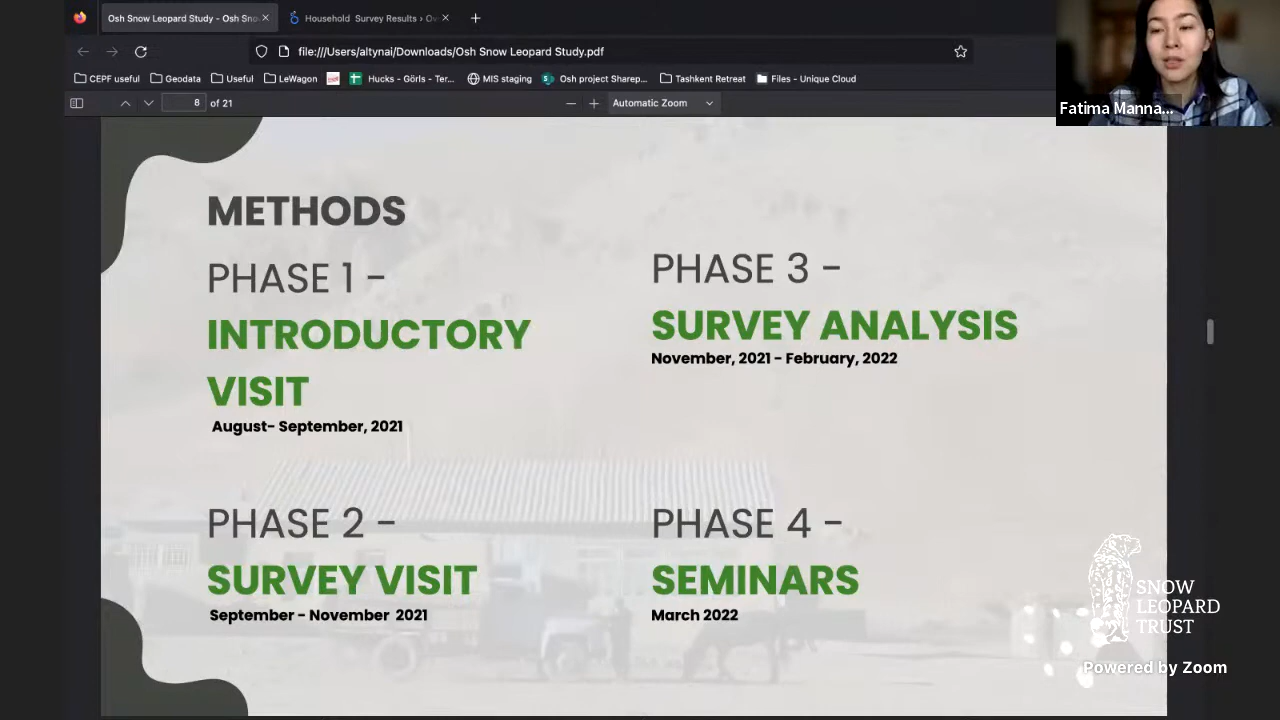 Osh Snow Leopard Study - Osh Sno
Household Survey Results › Ov
file:///Users/altynai/Downloads/Osh Snow Leopard Study.pdf
CEPF useful
Geodata
Useful
LeWagon
Hucks - Görls - Ter...
MIS staging
Osh project Sharep...
Tashkent Retreat
Files - Unique Cloud
8 of 21
Automatic Zoom
Fatima Manna...
METHODS
PHASE 1 -
INTRODUCTORY
VISIT
August- September, 2021
PHASE 2 -
SURVEY VISIT
September - November 2021
PHASE 3 -
SURVEY ANALYSIS
November, 2021 - February, 2022
PHASE 4 -
SEMINARS
March 2022
SNOW
LEOPARD
TRUST
Powered by Zoom